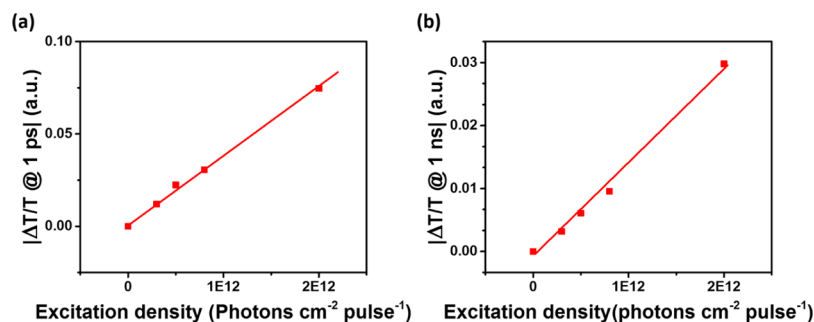 (a)
|ΔT/T @ 1 ps| (a.u.)
0.10
0.05
0.00
0
1E12
2E12
Excitation density (Photons cm⁻² pulse⁻¹)
(b)
|ΔT/T @ 1 ns| (a.u.)
0.03
0.02
0.01
0.00
0
1E12
2E12
Excitation density(photons cm⁻² pulse⁻¹)